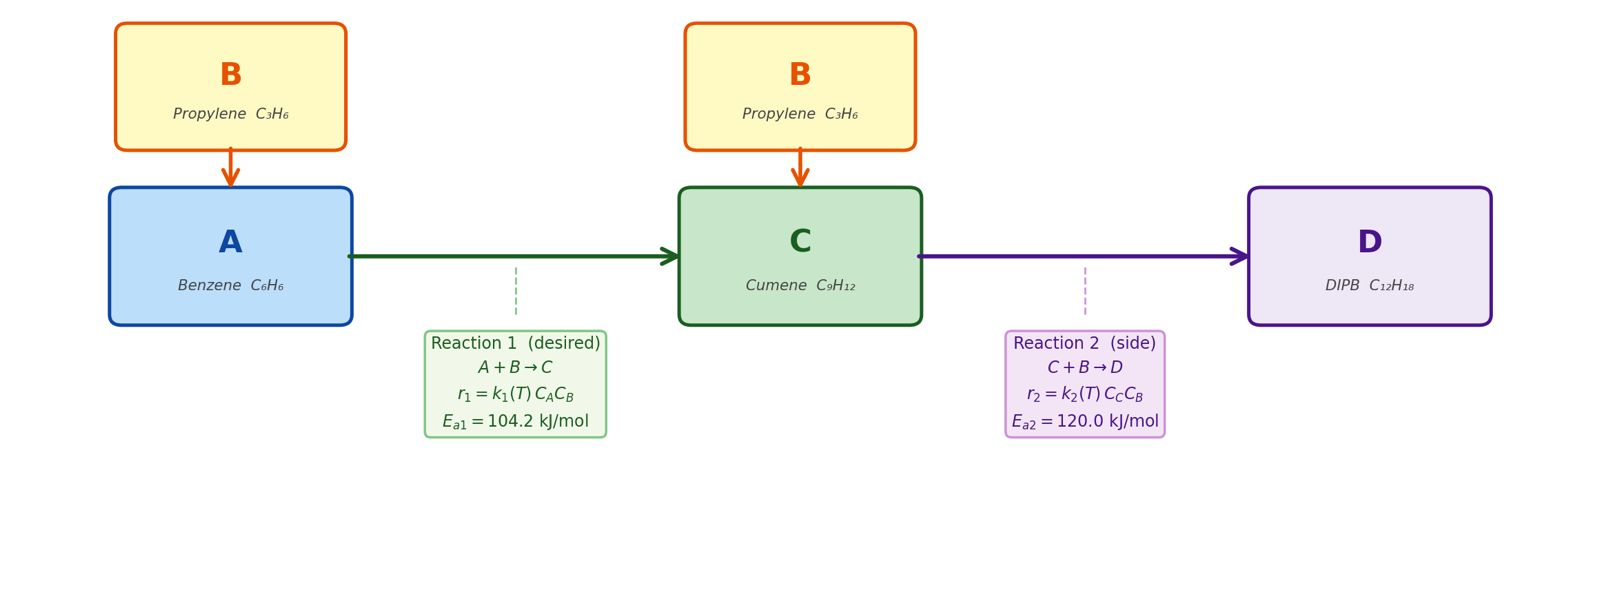 B
Propylene C₃H₆
B
Propylene C₃H₆
A
Benzene C₆H₆
C
Cumene C₉H₁₂
D
DIPB C₁₂H₁₈
Reaction 1 (desired)
A + B → C
r₁ = k₁(T) C_A C_B
E_a1 = 104.2 kJ/mol
Reaction 2 (side)
C + B → D
r₂ = k₂(T) C_C C_B
E_a2 = 120.0 kJ/mol